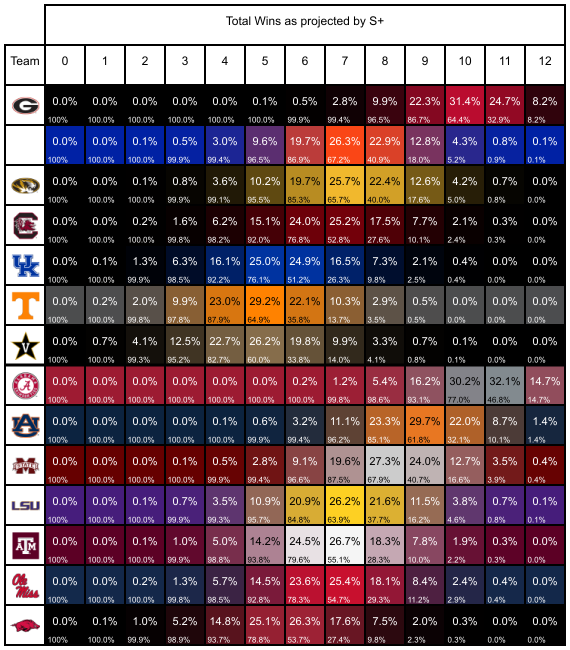 Total Wins as projected by S+
Team 0 1 2 3 4 5 6 7 8 9 10 11 12
G 0.0% 0.0% 0.0% 0.0% 0.0% 0.1% 0.5% 2.8% 9.9% 22.3% 31.4% 24.7% 8.2%
100% 100.0% 100.0% 100.0% 100.0% 100.0% 99.9% 99.4% 96.5% 86.7% 64.4% 32.9% 8.2%
0.0% 0.0% 0.1% 0.5% 3.0% 9.6% 19.7% 26.3% 22.9% 12.8% 4.3% 0.8% 0.1%
100% 100.0% 100.0% 99.9% 99.4% 96.5% 86.9% 67.2% 40.9% 18.0% 5.2% 0.9% 0.1%
0.0% 0.0% 0.1% 0.8% 3.6% 10.2% 19.7% 25.7% 22.4% 12.6% 4.2% 0.7% 0.0%
100% 100.0% 100.0% 99.9% 99.1% 95.5% 85.3% 65.7% 40.0% 17.6% 5.0% 0.8% 0.0%
C 0.0% 0.0% 0.2% 1.6% 6.2% 15.1% 24.0% 25.2% 17.5% 7.7% 2.1% 0.3% 0.0%
100% 100.0% 100.0% 99.8% 98.2% 92.0% 76.8% 52.8% 27.6% 10.1% 2.4% 0.3% 0.0%
UK 0.0% 0.1% 1.3% 6.3% 16.1% 25.0% 24.9% 16.5% 7.3% 2.1% 0.4% 0.0% 0.0%
100% 100.0% 99.9% 98.5% 92.2% 76.1% 51.2% 26.3% 9.8% 2.5% 0.4% 0.0% 0.0%
T 0.0% 0.2% 2.0% 9.9% 23.0% 29.2% 22.1% 10.3% 2.9% 0.5% 0.0% 0.0% 0.0%
100% 100.0% 99.8% 97.8% 87.9% 64.9% 35.8% 13.7% 3.5% 0.5% 0.0% 0.0% 0.0%
V 0.0% 0.7% 4.1% 12.5% 22.7% 26.2% 19.8% 9.9% 3.3% 0.7% 0.1% 0.0% 0.0%
100% 100.0% 99.3% 95.2% 82.7% 60.0% 33.8% 14.0% 4.1% 0.8% 0.1% 0.0% 0.0%
A 0.0% 0.0% 0.0% 0.0% 0.0% 0.0% 0.2% 1.2% 5.4% 16.2% 30.2% 32.1% 14.7%
100% 100.0% 100.0% 100.0% 100.0% 100.0% 100.0% 99.8% 98.6% 93.1% 77.0% 46.8% 14.7%
AU 0.0% 0.0% 0.0% 0.0% 0.1% 0.6% 3.2% 11.1% 23.3% 29.7% 22.0% 8.7% 1.4%
100% 100.0% 100.0% 100.0% 100.0% 99.9% 99.4% 96.2% 85.1% 61.8% 32.1% 10.1% 1.4%
M STATE 0.0% 0.0% 0.0% 0.1% 0.5% 2.8% 9.1% 19.6% 27.3% 24.0% 12.7% 3.5% 0.4%
100% 100.0% 100.0% 100.0% 99.9% 99.4% 96.6% 87.5% 67.9% 40.7% 16.6% 3.9% 0.4%
LSU 0.0% 0.0% 0.1% 0.7% 3.5% 10.9% 20.9% 26.2% 21.6% 11.5% 3.8% 0.7% 0.1%
100% 100.0% 100.0% 99.9% 99.3% 95.7% 84.8% 63.9% 37.7% 16.2% 4.6% 0.8% 0.1%
ATM 0.0% 0.0% 0.1% 1.0% 5.0% 14.2% 24.5% 26.7% 18.3% 7.8% 1.9% 0.3% 0.0%
100% 100.0% 100.0% 99.9% 98.8% 93.8% 79.6% 55.1% 28.3% 10.0% 2.2% 0.3% 0.0%
Ole Miss 0.0% 0.0% 0.2% 1.3% 5.7% 14.5% 23.6% 25.4% 18.1% 8.4% 2.4% 0.4% 0.0%
100% 100.0% 100.0% 99.8% 98.5% 92.8% 78.3% 54.7% 29.3% 11.2% 2.9% 0.4% 0.0%
0.0% 0.1% 1.0% 5.2% 14.8% 25.1% 26.3% 17.6% 7.5% 2.0% 0.3% 0.0% 0.0%
100% 100.0% 99.9% 98.9% 93.7% 78.8% 53.7% 27.4% 9.8% 2.3% 0.3% 0.0% 0.0%